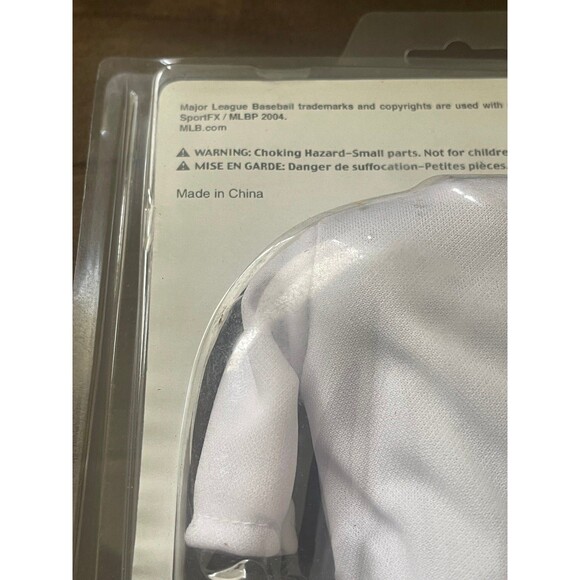 Major League Baseball trademarks and copyrights are used with
SportFX / MLBP 2004.
MLB.com
WARNING: Choking Hazard–Small parts. Not for childre
MISE EN GARDE: Danger de suffocation–Petites pièces.
Made in China